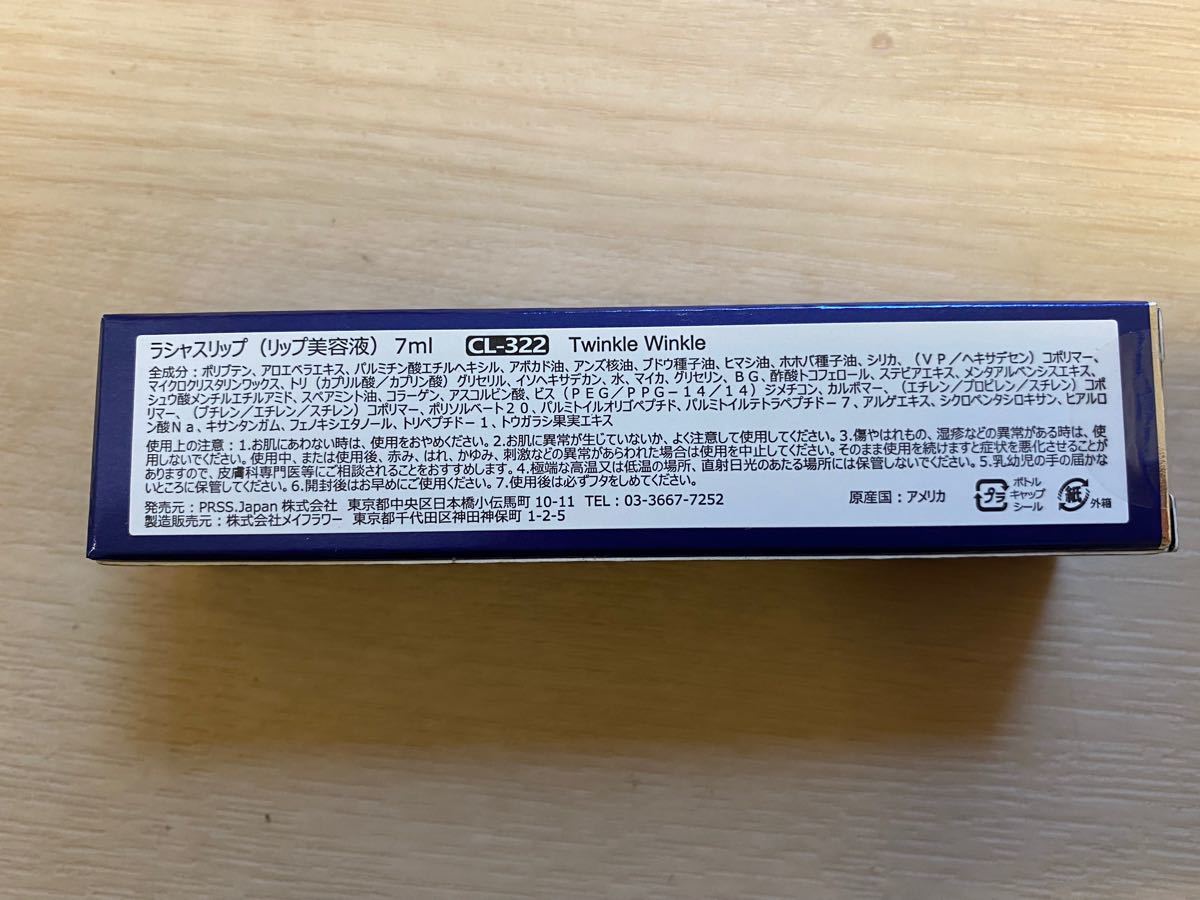 ラシャスリップ（リップ美容液） 7ml CL-322 Twinkle Winkle
全成分：ポリブテン、アロエベラエキス、パルミチン酸エチルヘキシル、アボカド油、アンズ核油、ブドウ種子油、ヒマシ油、ホホバ種子油、シリカ、（ＶＰ／ヘキサデセン）コポリマー、
マイクロクリスタリンワックス、トリ（カプリル酸／カプリン酸）グリセリル、イソヘキサデカン、水、マイカ、グリセリン、ＢＧ、酢酸トコフェロール、ステビアエキス、メンタアルベンシスエキス、
シュウ酸メンチルエチルアミド、スペアミント油、コラーゲン、アスコルビン酸、ビス（ＰＥＧ／ＰＰＧ－１４／１４）ジメチコン、カルボマー、（エチレン／プロピレン／スチレン）コポ
リマー、（ブチレン／エチレン／スチレン）コポリマー、ポリソルベート２０、パルミトイルオリゴペプチド、パルミトイルテトラペプチド－７、アルゲエキス、シクロペンタシロキサン、ヒアルロ
ン酸Ｎａ、キサンタンガム、フェノキシエタノール、トリペプチド－１、トウガラシ果実エキス
使用上の注意：1.お肌にあわない時は、使用をおやめください。2.お肌に異常が生じていないか、よく注意して使用してください。3.傷やはれもの、湿疹などの異常がある時は、使
用しないでください。使用中、または使用後、赤み、はれ、かゆみ、刺激などの異常があらわれた場合は使用を中止してください。そのまま使用を続けますと症状を悪化させることが
ありますので、皮膚科専門医等にご相談されることをおすすめします。4.極端な高温又は低温の場所、直射日光のあたる場所には保管しないでください。5.乳幼児の手の届かな
いところに保管してください。6.開封後はお早めにご使用ください。7.使用後は必ずフタをしめてください。
発売元：PRSS.Japan 株式会社 東京都中央区日本橋小伝馬町 10-11 TEL：03-3667-7252
製造販売元：株式会社メイフラワー 東京都千代田区神田神保町 1-2-5
原産国：アメリカ
プラ
ボトル
キャップ
シール
紙
外箱